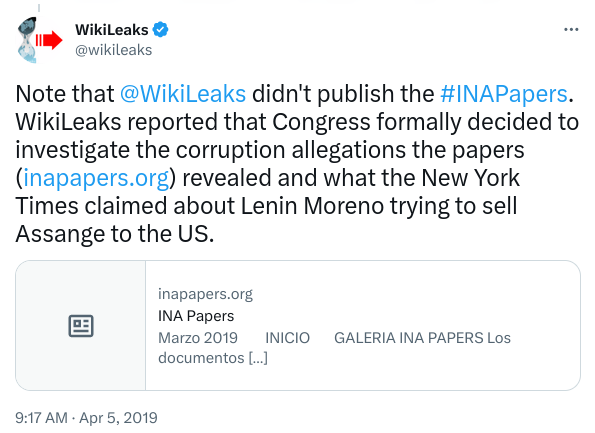 WikiLeaks
@wikileaks
Note that @WikiLeaks didn't publish the #INAPapers.
WikiLeaks reported that Congress formally decided to
investigate the corruption allegations the papers
(inapapers.org) revealed and what the New York
Times claimed about Lenin Moreno trying to sell
Assange to the US.
inapapers.org
INA Papers
Marzo 2019 INICIO GALERIA INA PAPERS Los
documentos [...]
9:17 AM · Apr 5, 2019